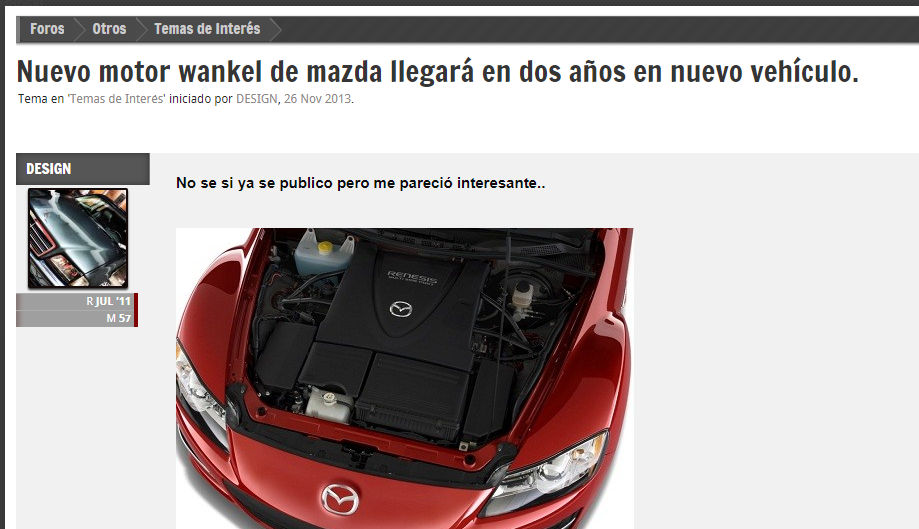 Foros Otros Temas de Interés
Nuevo motor wankel de mazda llegará en dos años en nuevo vehículo.
Tema en 'Temas de Interés' iniciado por DESIGN, 26 Nov 2013.
DESIGN
No se si ya se publico pero me pareció interesante..
R JUL '11
M 57
RENESIS